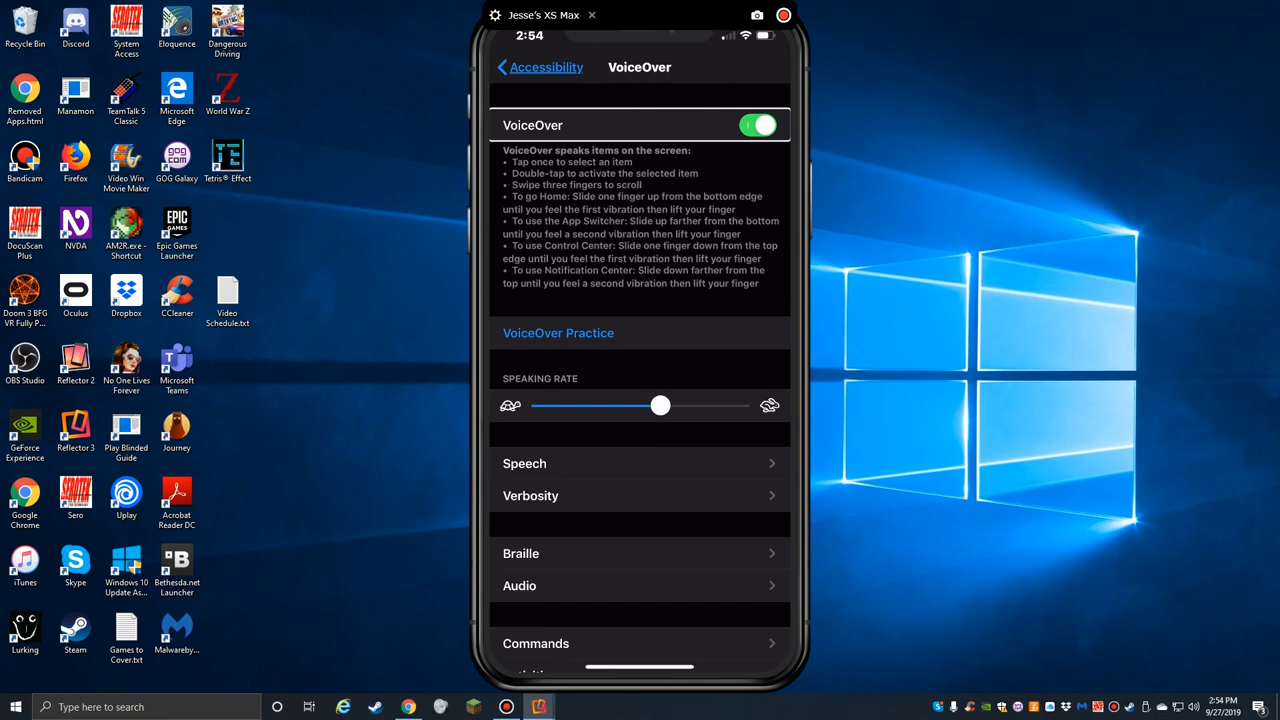 Recycle Bin
Discord
System
Access
Eloquence
Dangerous
Driving
Removed
Apps.html
Manamon
TeamTalk 5
Classic
Microsoft
Edge
World War Z
Bandicam
Firefox
Video Win
Movie Maker
GOG Galaxy
Tetris® Effect
DocuScan
Plus
NVDA
AM2R.exe -
Shortcut
Epic Games
Launcher
Doom 3 BFG
VR Fully P...
Oculus
Dropbox
CCleaner
Video
Schedule.txt
OBS Studio
Reflector 2
No One Lives
Forever
Microsoft
Teams
GeForce
Experience
Reflector 3
Play Blinded
Guide
Journey
Google
Chrome
Sero
Uplay
Acrobat
Reader DC
iTunes
Skype
Windows 10
Update As...
Bethesda.net
Launcher
Lurking
Steam
Games to
Cover.txt
Malwareby...
Jesse's XS Max
2:54
Accessibility
VoiceOver
VoiceOver
VoiceOver speaks items on the screen:
• Tap once to select an item
• Double-tap to activate the selected item
• Swipe three fingers to scroll
• To go Home: Slide one finger up from the bottom edge
until you feel the first vibration then lift your finger
• To use the App Switcher: Slide up farther from the bottom
until you feel a second vibration then lift your finger
• To use Control Center: Slide one finger down from the top
edge until you feel the first vibration then lift your finger
• To use Notification Center: Slide down farther from the
top until you feel a second vibration then lift your finger
VoiceOver Practice
SPEAKING RATE
Speech
Verbosity
Braille
Audio
Commands
Type here to search
2:54 PM
9/27/2019